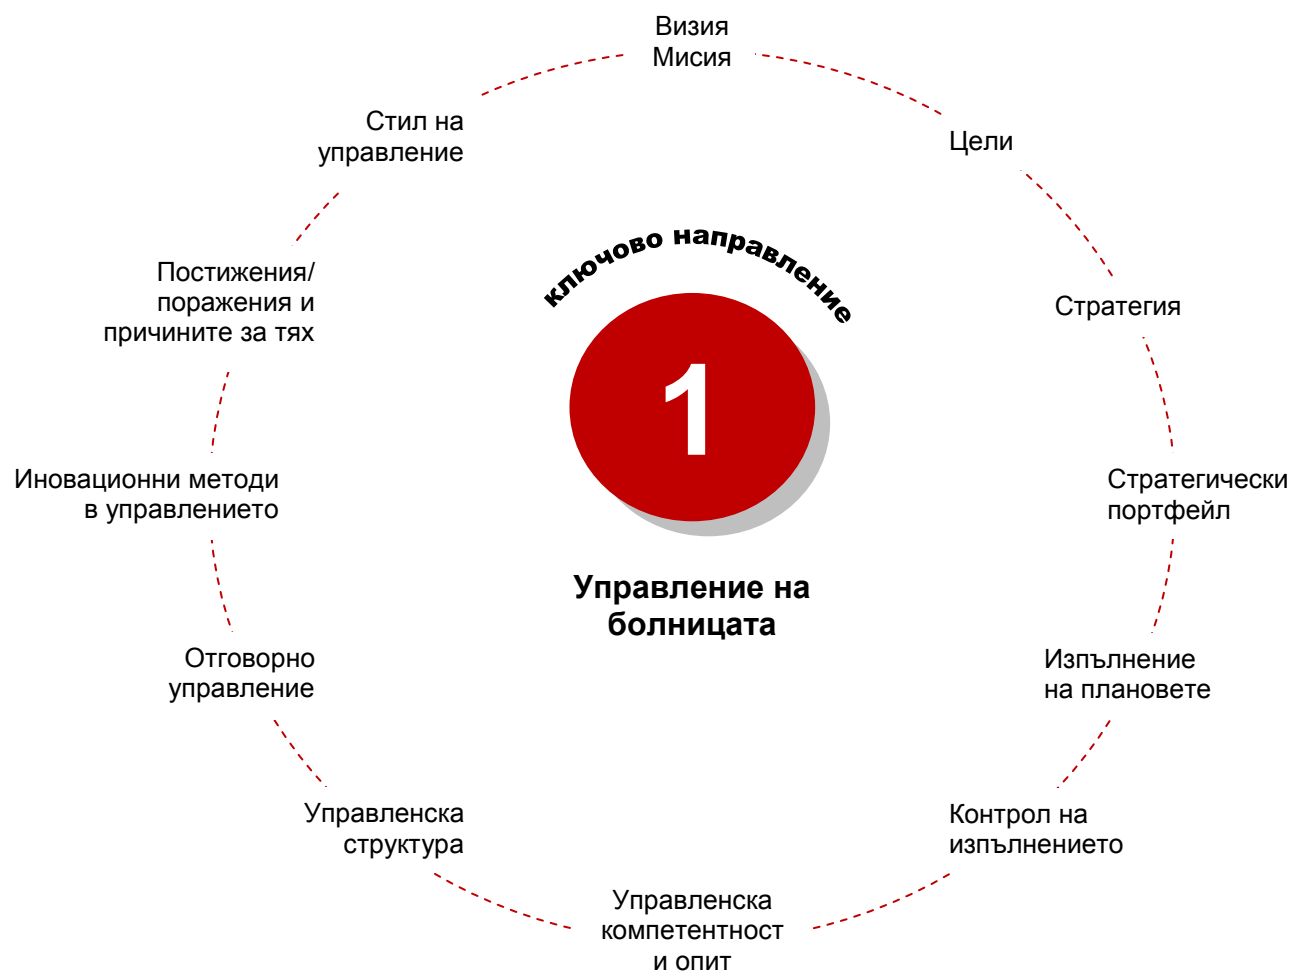 Визия
Мисия
Цели
Стратегия
Стратегически
портфейл
Изпълнение
на плановете
Контрол на
изпълнението
Управленска
компетентност
и опит
Управленска
структура
Отговорно
управление
Иновационни методи
в управлението
Постижения/
поражения и
причините за тях
Стил на
управление
ключово направление
1
Управление на
болницата